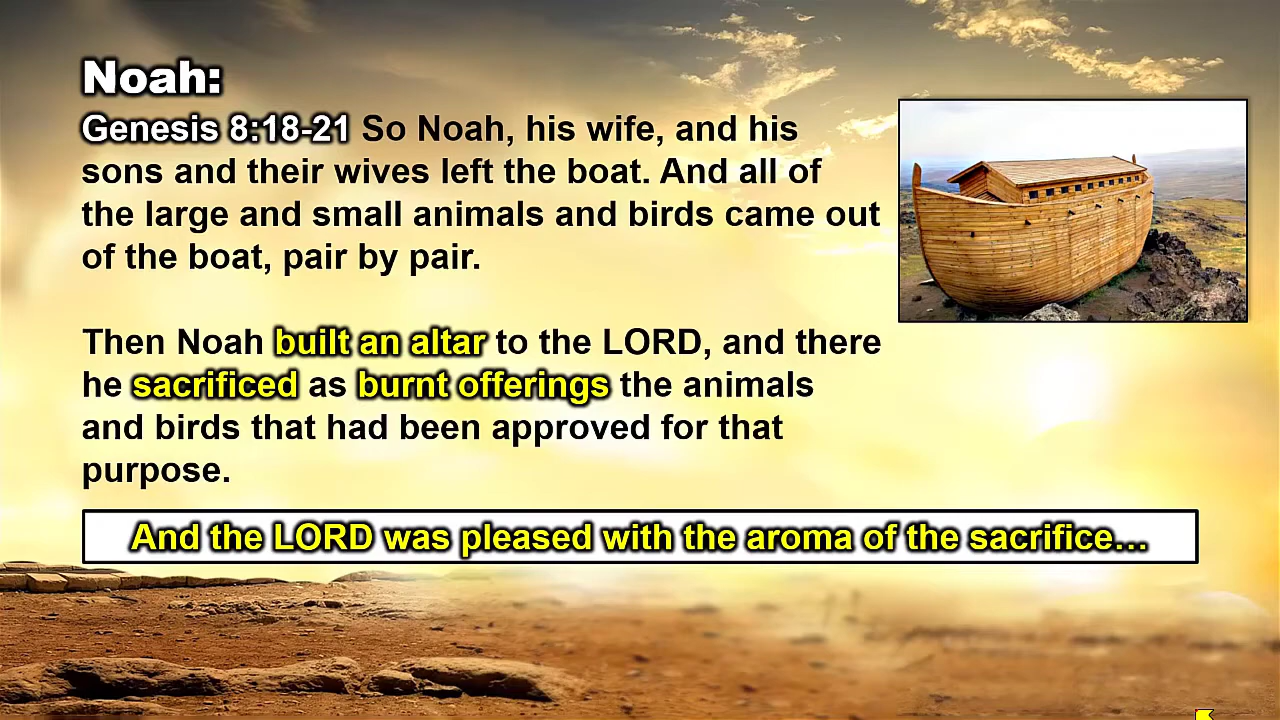 Noah:
Genesis 8:18-21 So Noah, his wife, and his
sons and their wives left the boat. And all of
the large and small animals and birds came out
of the boat, pair by pair.
Then Noah built an altar to the LORD, and there
he sacrificed as burnt offerings the animals
and birds that had been approved for that
purpose.
And the LORD was pleased with the aroma of the sacrifice…